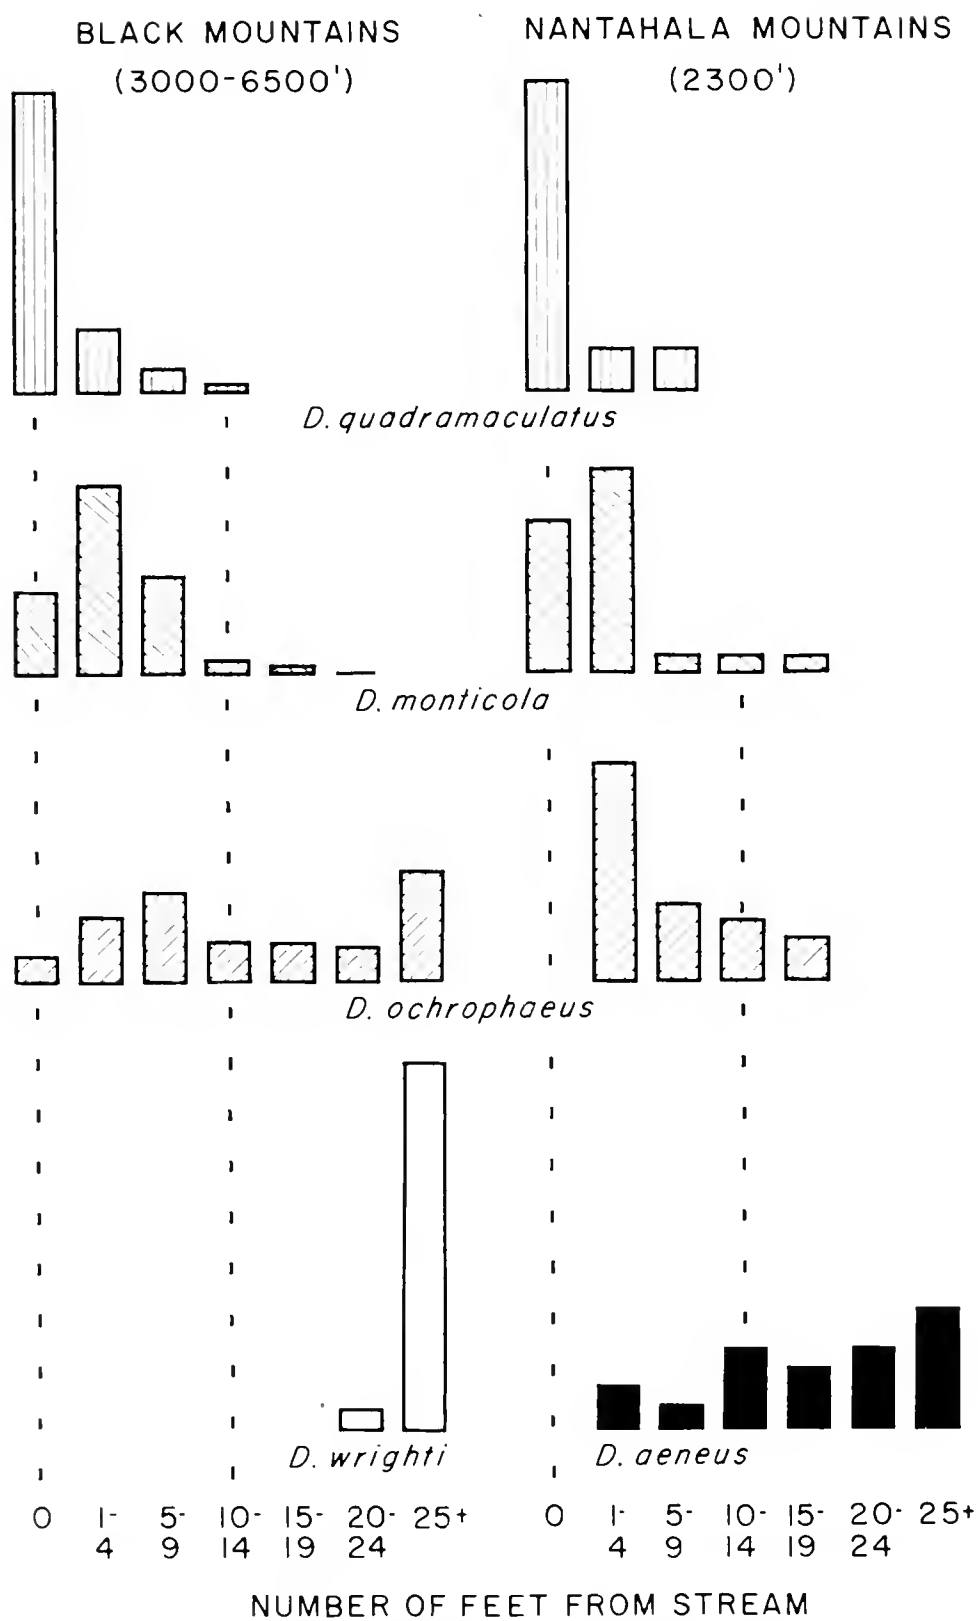 BLACK MOUNTAINS
(3000-6500')
NANTAHALA MOUNTAINS
(2300')
D. quadramaculatus
D. monticola
D. ochrophaeus
D. wrighti
D. aeneus
0 1-4 5-9 10-14 15-19 20-24 25+
0 1-4 5-9 10-14 15-19 20-24 25+
NUMBER OF FEET FROM STREAM